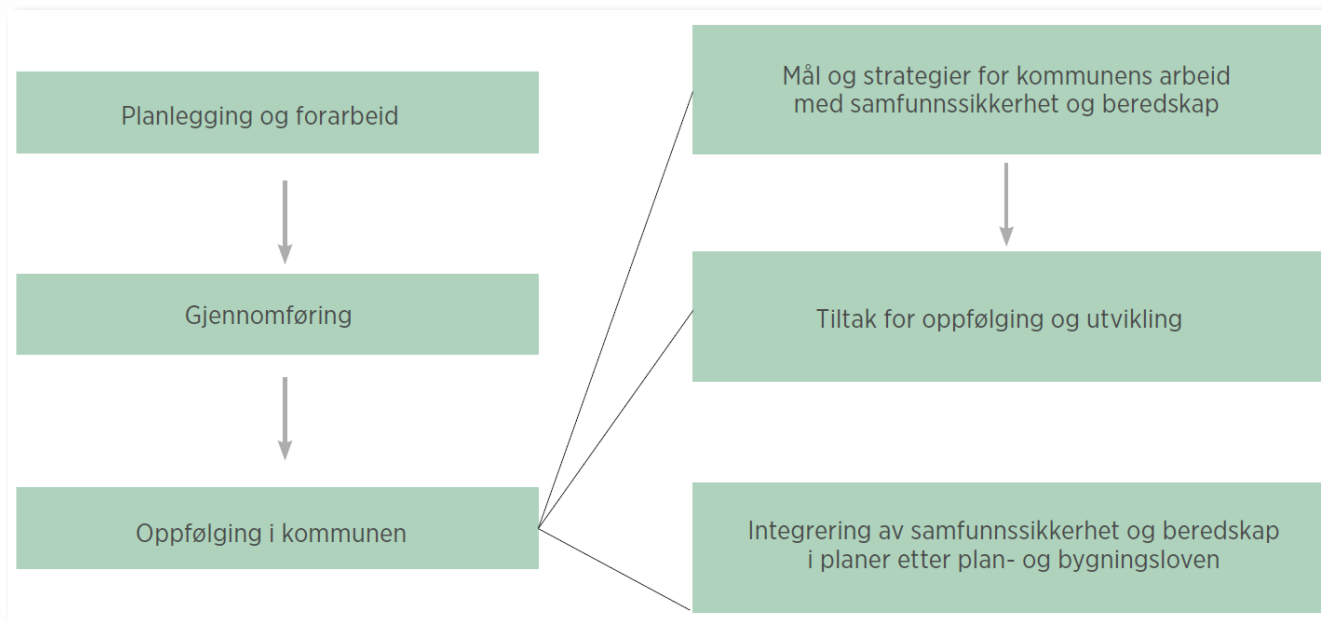 Planlegging og forarbeid
Gjennomføring
Oppfølging i kommunen
Mål og strategier for kommunens arbeid
med samfunnssikkerhet og beredskap
Tiltak for oppfølging og utvikling
Integrering av samfunnssikkerhet og beredskap
i planer etter plan- og bygningsloven